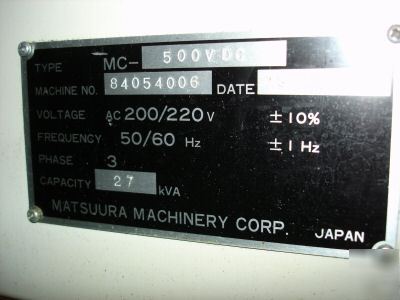 TYPE MC- 500VDC
MACHINE NO. 84054006 DATE
VOLTAGE AC 200/220 V ±10%
FREQUENCY 50/60 Hz ±1 Hz
PHASE 3
CAPACITY 27 kVA
MATSUURA MACHINERY CORP. JAPAN